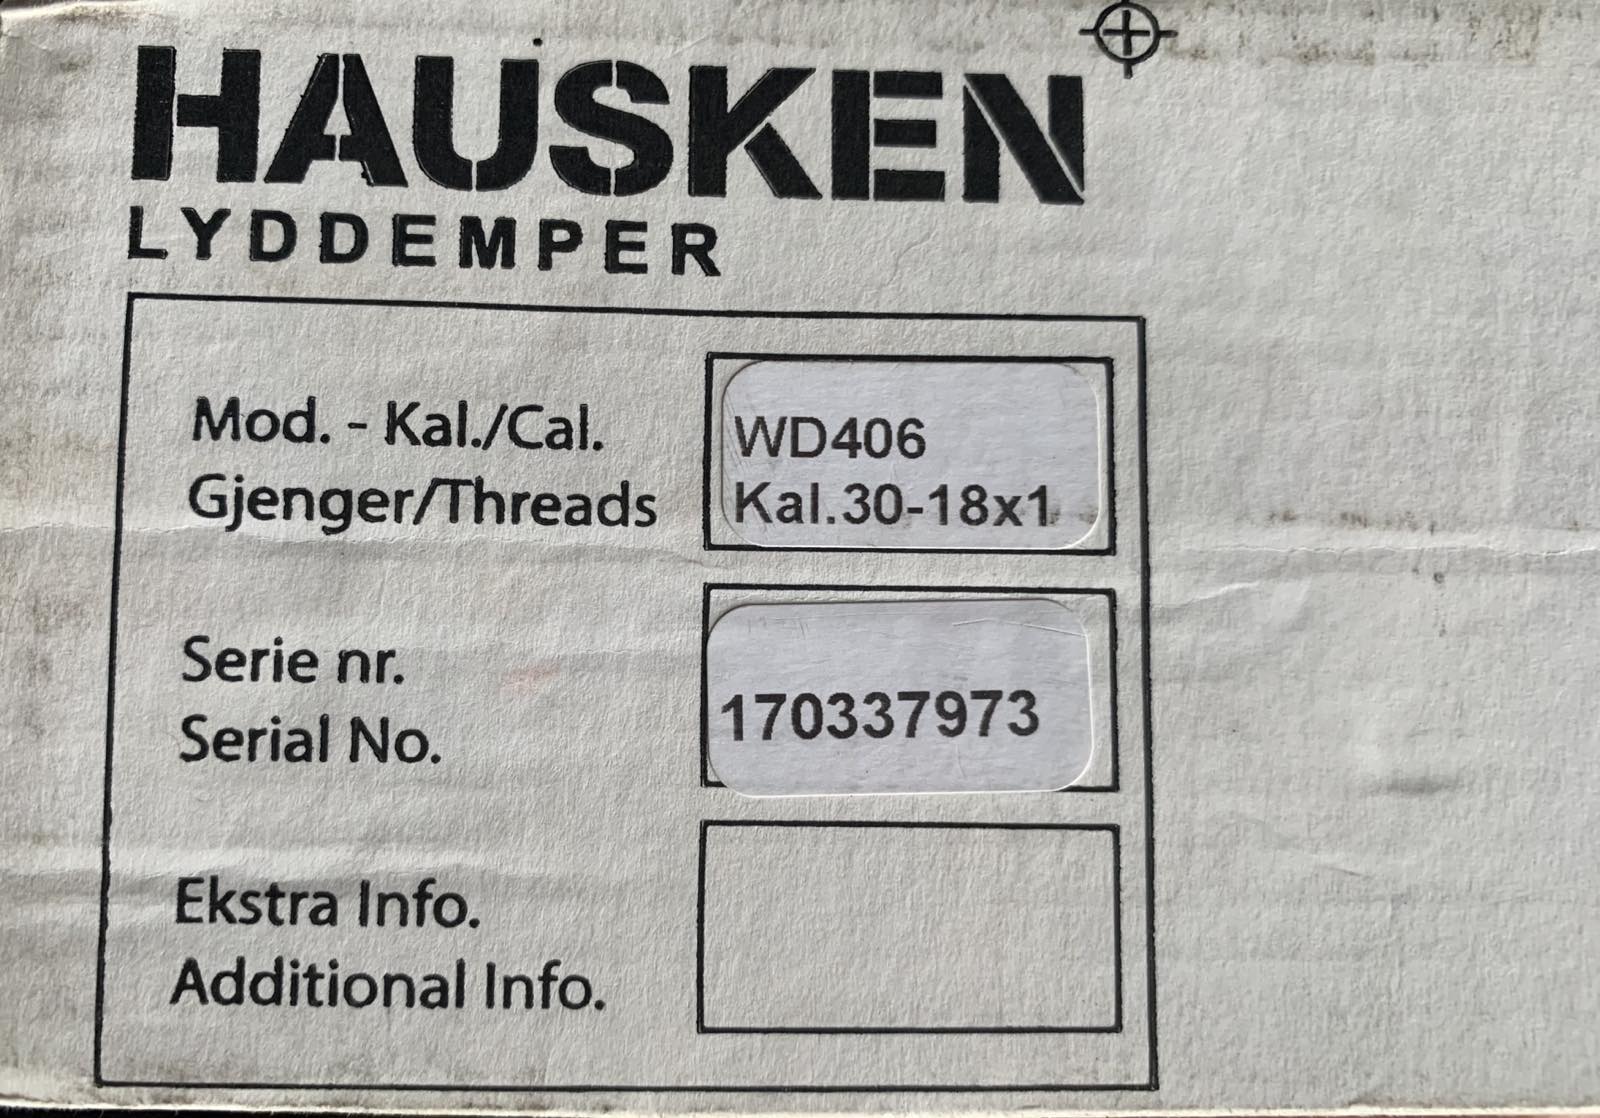 HAUSKEN
LYDDEMPER
Mod. - Kal./Cal.
Gjenger/Threads
WD406
Kal.30-18x1
Serie nr.
Serial No.
170337973
Ekstra Info.
Additional Info.